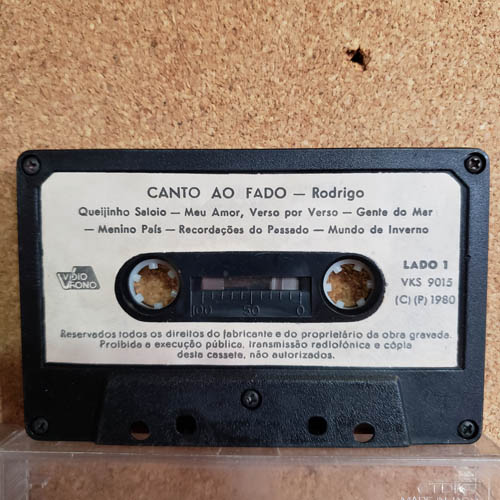 CANTO AO FADO — Rodrigo
Queijinho Saloio — Meu Amor, Verso por Verso — Gente do Mar
— Menino País — Recordações do Passado — Mundo de Inverno
VIDIO
FONO
LADO 1
VKS 9015
(C) (P) 1980
100 50 0
Reservados todos os direitos do fabricante e do proprietário da obra gravada.
Proibida a execução pública, transmissão radiofónica e cópia
desta cassete, não autorizados.